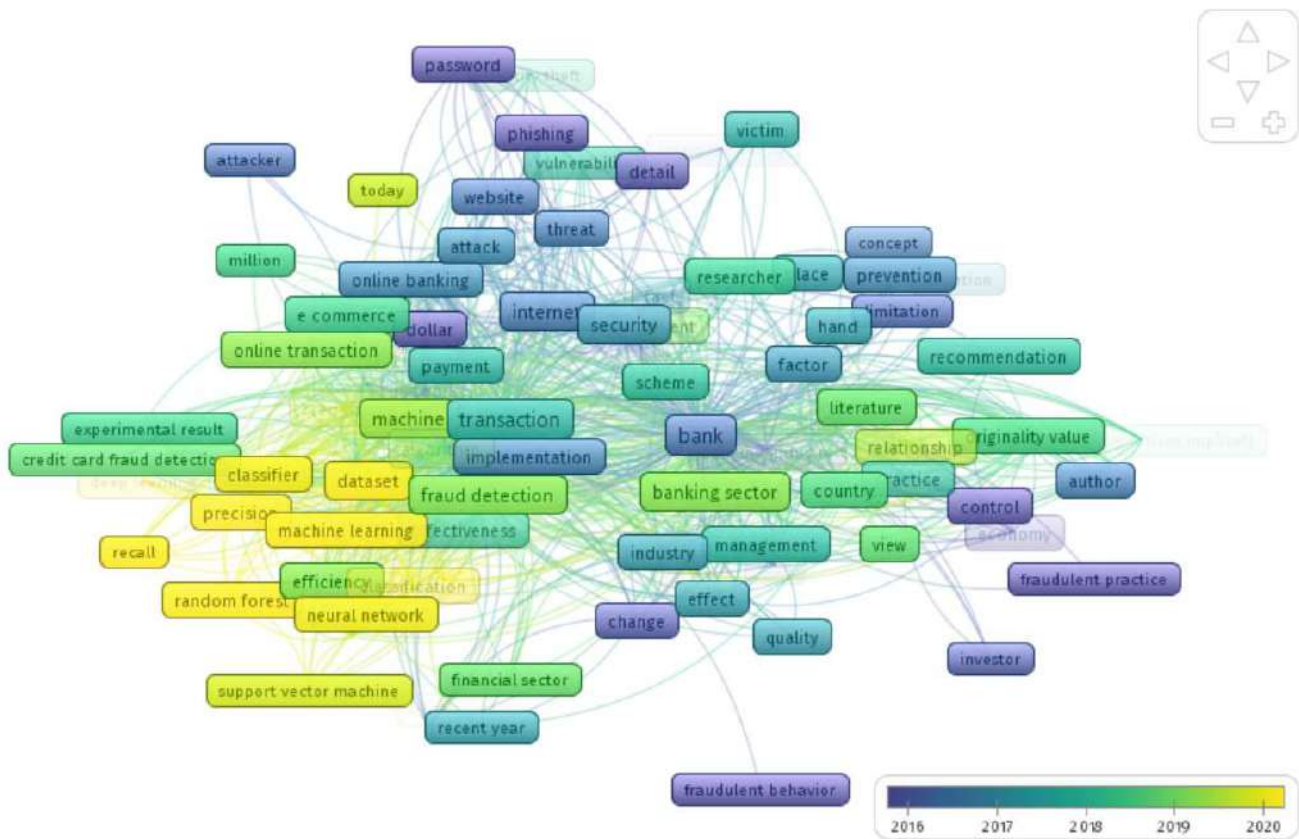 password
phishing
victim
attacker
detail
today
website
threat
attack
concept
million
researcher
prevention
online banking
internet
e commerce
dollar
security
hand
limitation
online transaction
payment
factor
recommendation
scheme
literature
machine
transaction
experimental result
bank
originality value
relationship
credit card fraud detection
implementation
classifier
dataset
fraud detection
banking sector
country
author
precision
machine learning
control
economy
recall
industry
management
view
efficiency
classification
fraudulent practice
random forest
neural network
effect
change
quality
investor
support vector machine
financial sector
recent year
fraudulent behavior
2016 2017 2018 2019 2020